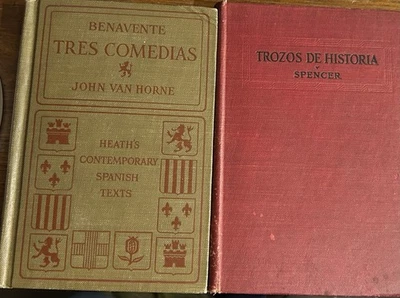 BENAVENTE
TRES COMEDIAS
JOHN VAN HORNE
HEATH'S
CONTEMPORARY
SPANISH
TEXTS
TROZOS DE HISTORIA
SPENCER